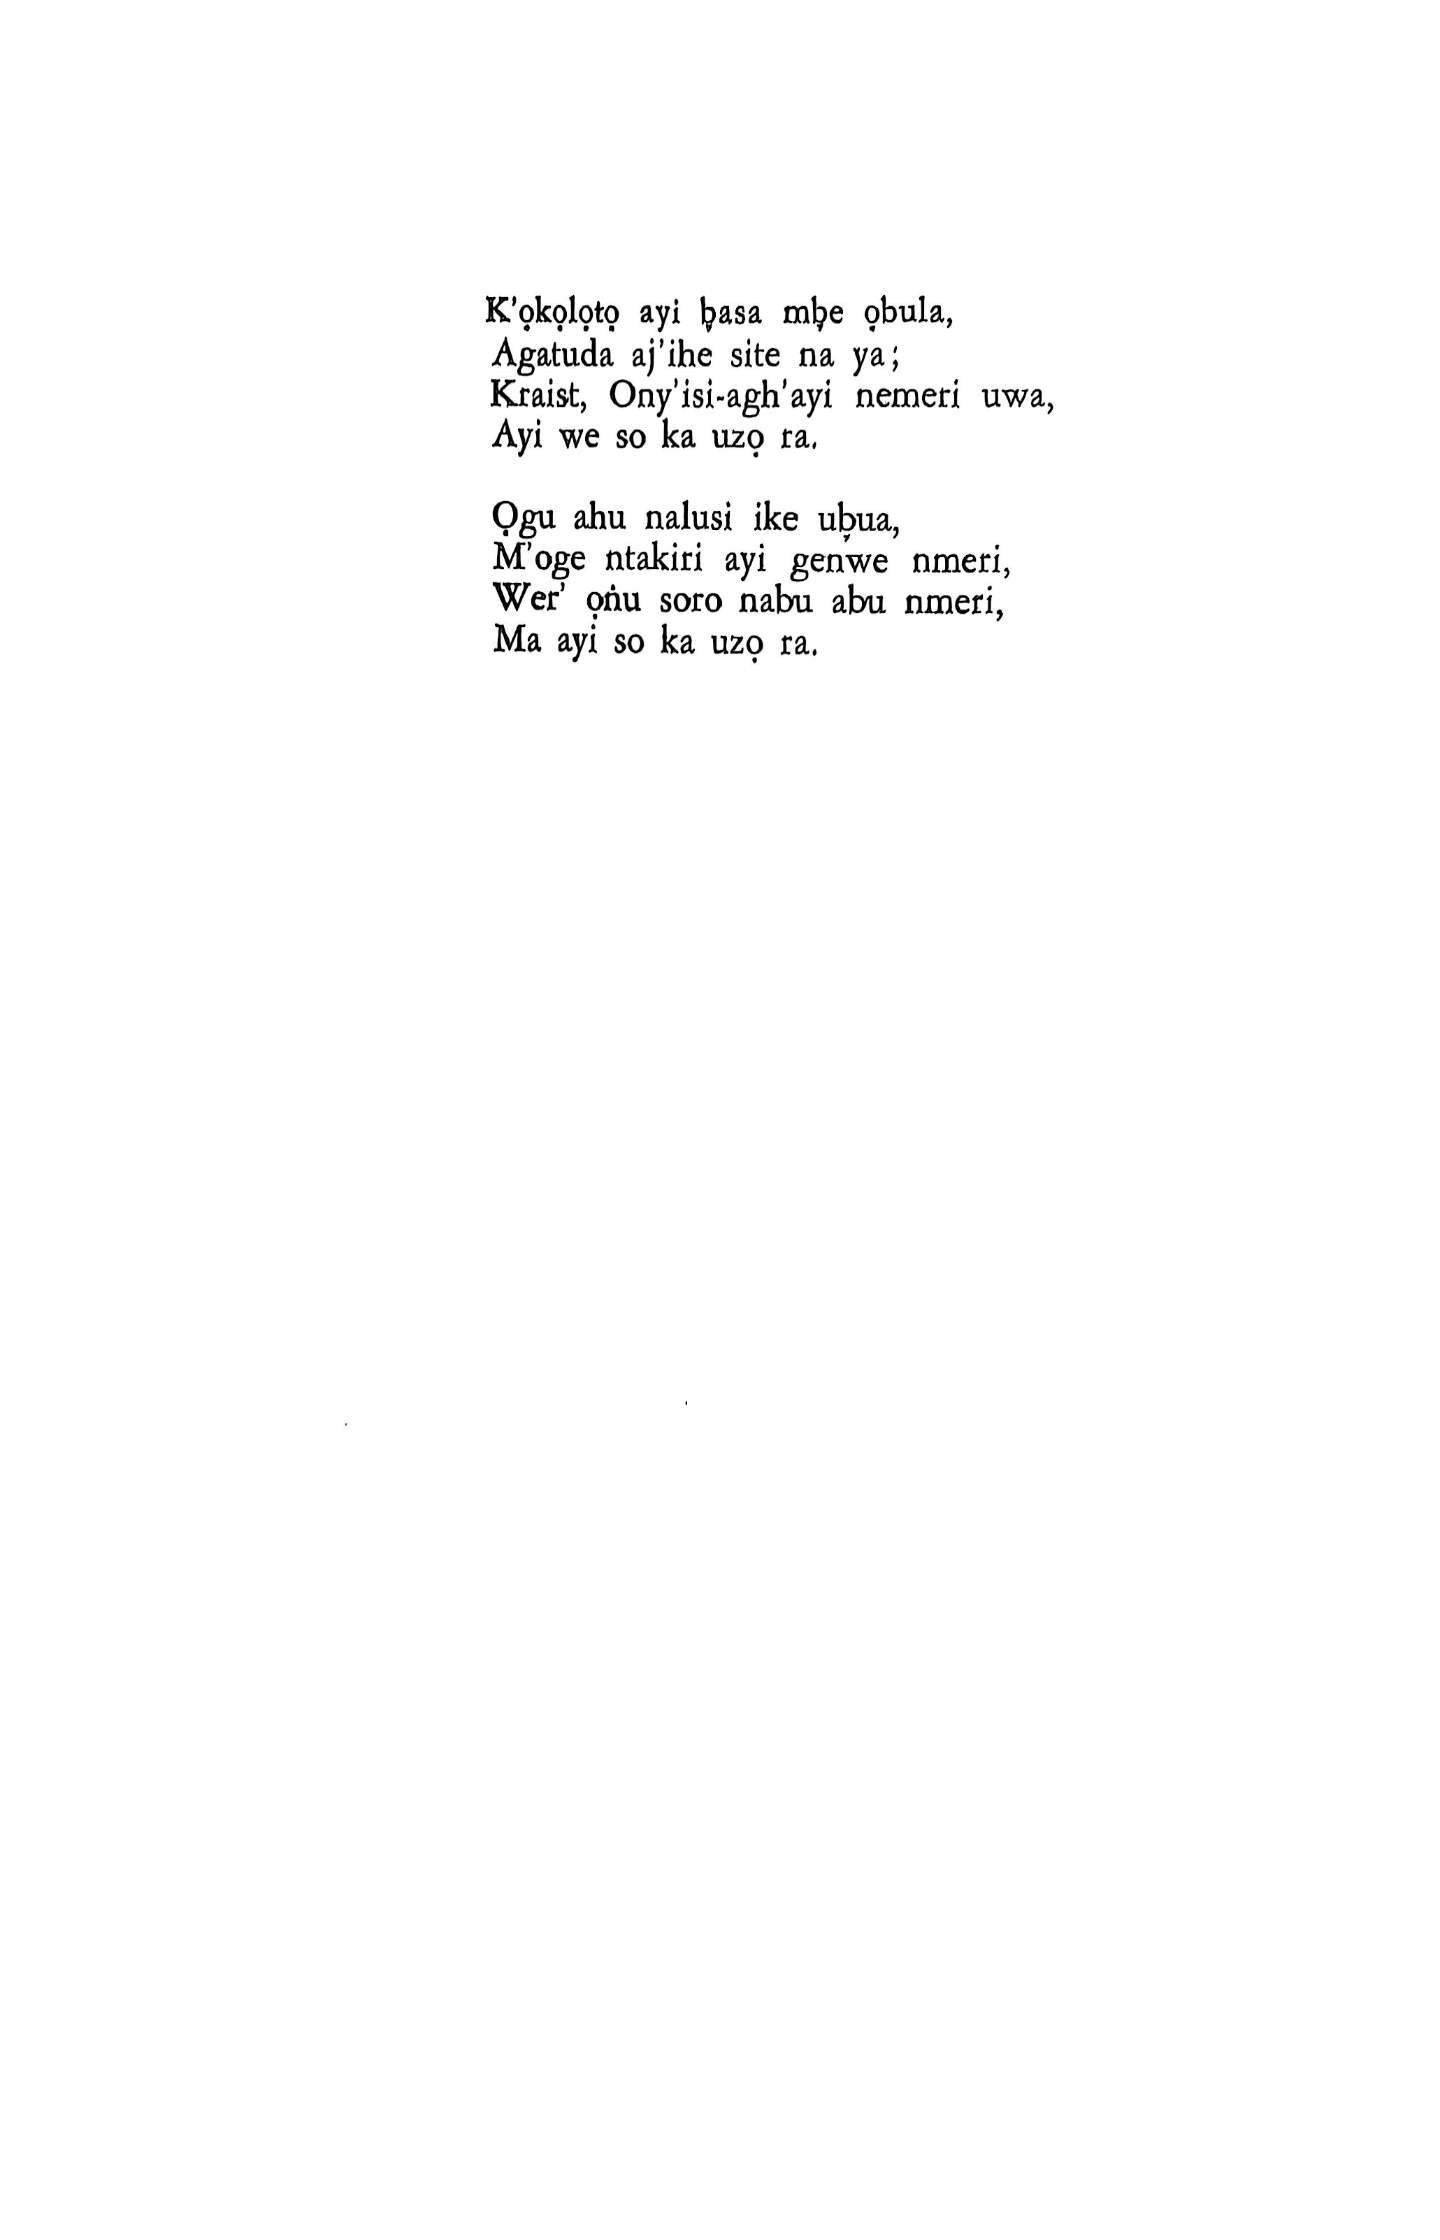 K'ọkọlọtọ ayi ḅasa mḅe ọbula,
Agatuda aj'ihe site na ya;
Kraist, Ony'isi-agh'ayi nemeri uwa,
Ayi we so ka uzọ ra.
Ọgu ahu nalusi ike uḅua,
M'oge ntakiri ayi genẇe nmeri,
Wer' ọṅu soro nabu abu nmeri,
Ma ayi so ka uzọ ra.